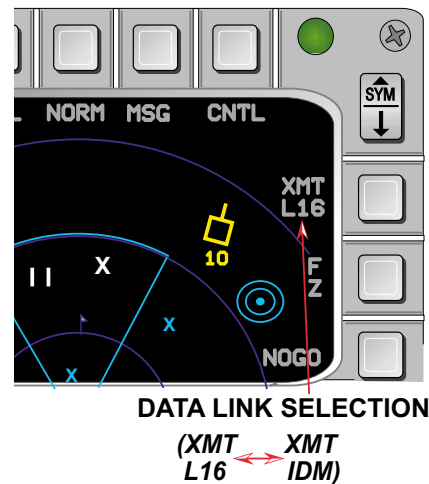 SYM
L NORM MSG CNTL
XMT
L16
10
X
F
Z
X
X
NOGO
DATA LINK SELECTION
(XMT XMT
L16 IDM)